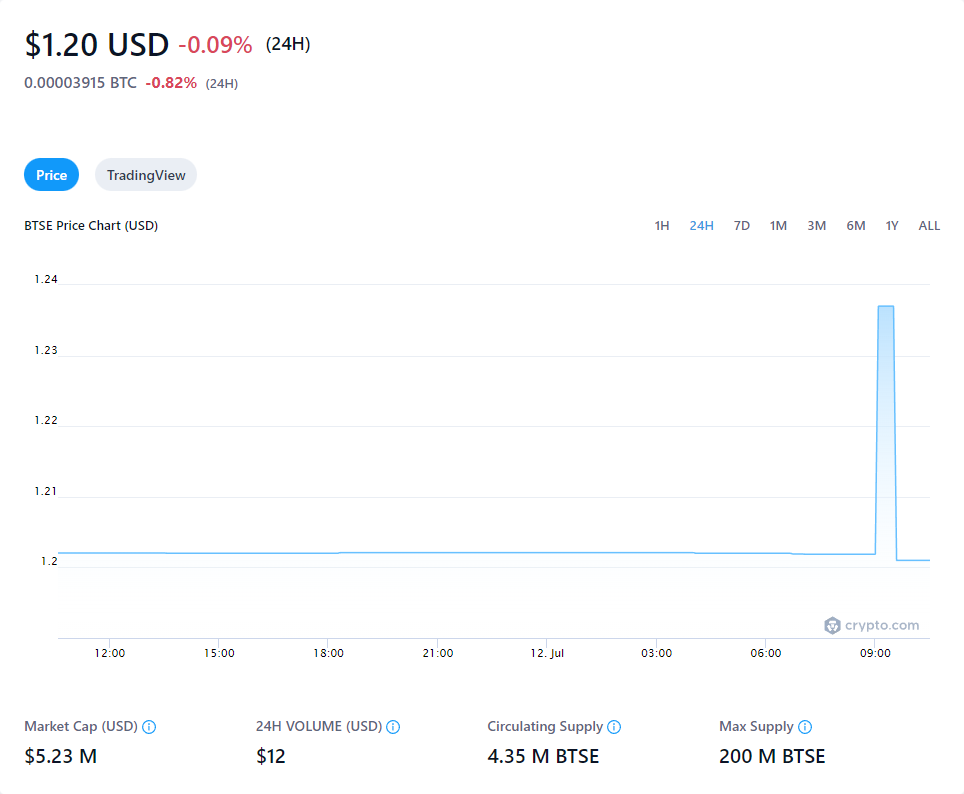 $1.20 USD -0.09% (24H)
0.00003915 BTC -0.82% (24H)
Price TradingView
BTSE Price Chart (USD) 1H 24H 7D 1M 3M 6M 1Y ALL
1.24
1.23
1.22
1.21
1.2
crypto.com
12:00 15:00 18:00 21:00 12. Jul 03:00 06:00 09:00
Market Cap (USD) 24H VOLUME (USD) Circulating Supply Max Supply
$5.23 M $12 4.35 M BTSE 200 M BTSE